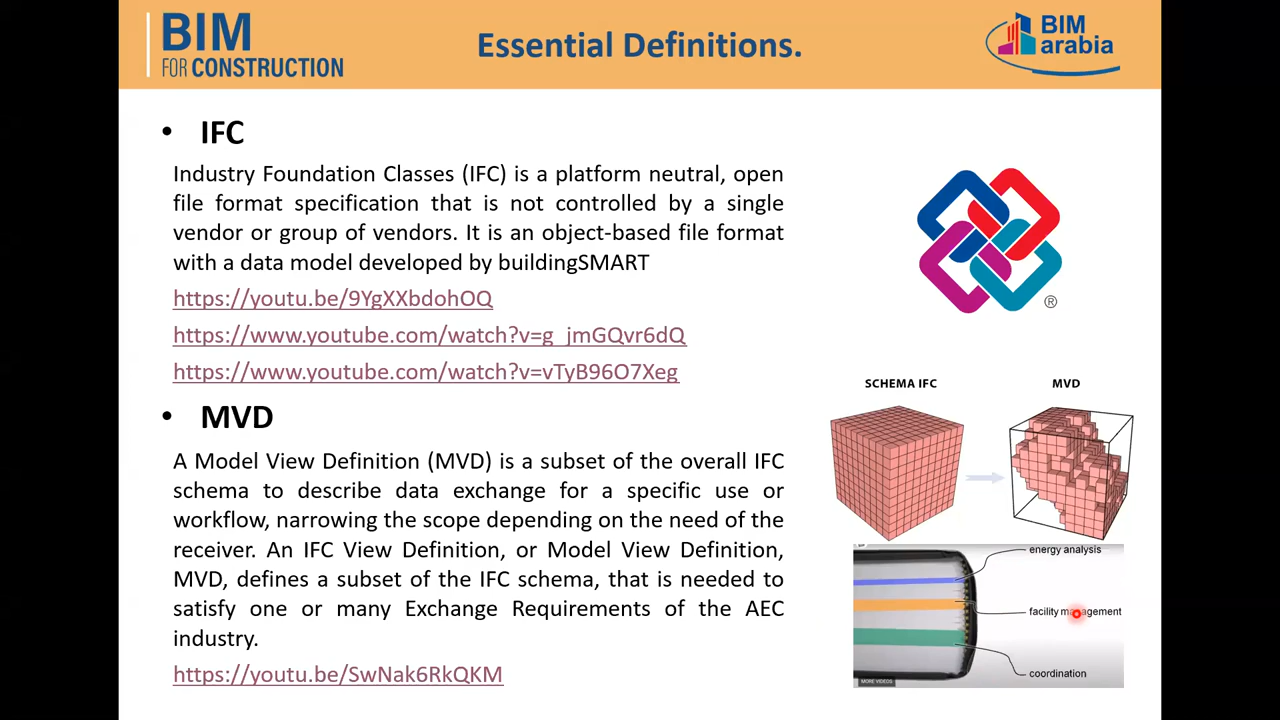 BIM
FOR CONSTRUCTION
Essential Definitions.
BIM
arabia
• IFC
Industry Foundation Classes (IFC) is a platform neutral, open
file format specification that is not controlled by a single
vendor or group of vendors. It is an object-based file format
with a data model developed by buildingSMART
https://youtu.be/9YgXXbdohOQ
https://www.youtube.com/watch?v=g_jmGQvr6dQ
https://www.youtube.com/watch?v=vTyB96O7Xeg
®
• MVD
A Model View Definition (MVD) is a subset of the overall IFC
schema to describe data exchange for a specific use or
workflow, narrowing the scope depending on the need of the
receiver. An IFC View Definition, or Model View Definition,
MVD, defines a subset of the IFC schema, that is needed to
satisfy one or many Exchange Requirements of the AEC
industry.
https://youtu.be/SwNak6RkQKM
SCHEMA IFC
MVD
energy analysis
facility management
coordination
MORE VIDEOS